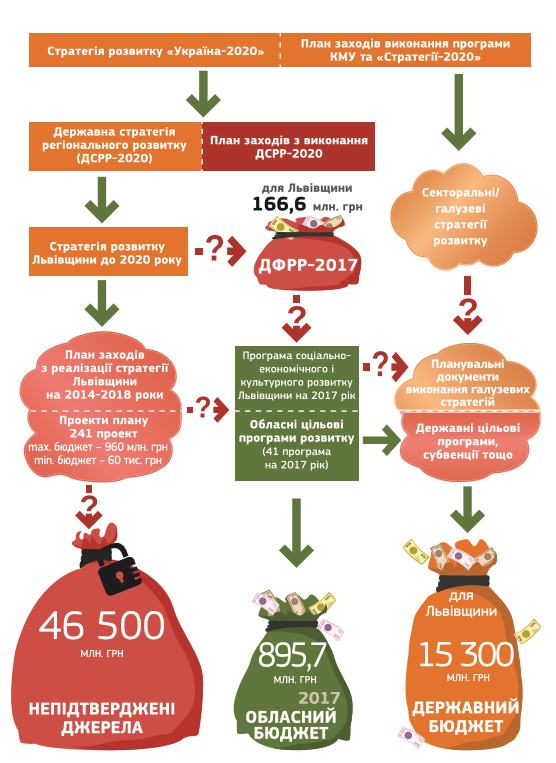 Стратегія розвитку «Україна–2020»
План заходів виконання програми
КМУ та «Стратегії–2020»
Державна стратегія
регіонального розвитку
(ДСРР–2020)
План заходів з виконання
ДСРР–2020
для Львівщини
166,6 млн. грн
Секторальні/
галузеві
стратегії
розвитку
Стратегія розвитку
Львівщини до 2020 року
?
ДФРР–2017
?
?
План заходів
з реалізації стратегії
Львівщини
на 2014–2018 роки
Проекти плану
241 проект
max. бюджет – 960 млн. грн
min. бюджет – 60 тис. грн
?
Програма соціально-
економічного і
культурного розвитку
Львівщини на 2017 рік
Обласні цільові
програми розвитку
(41 програма
на 2017 рік)
?
Планувальні
документи
виконання галузевих
стратегій
Державні цільові
програми,
субвенції тощо
?
46 500
МЛН. ГРН
НЕПІДТВЕРДЖЕНІ
ДЖЕРЕЛА
895,7
МЛН. ГРН
2017
ОБЛАСНИЙ
БЮДЖЕТ
для
Львівщини
15 300
МЛН. ГРН
ДЕРЖАВНИЙ
БЮДЖЕТ